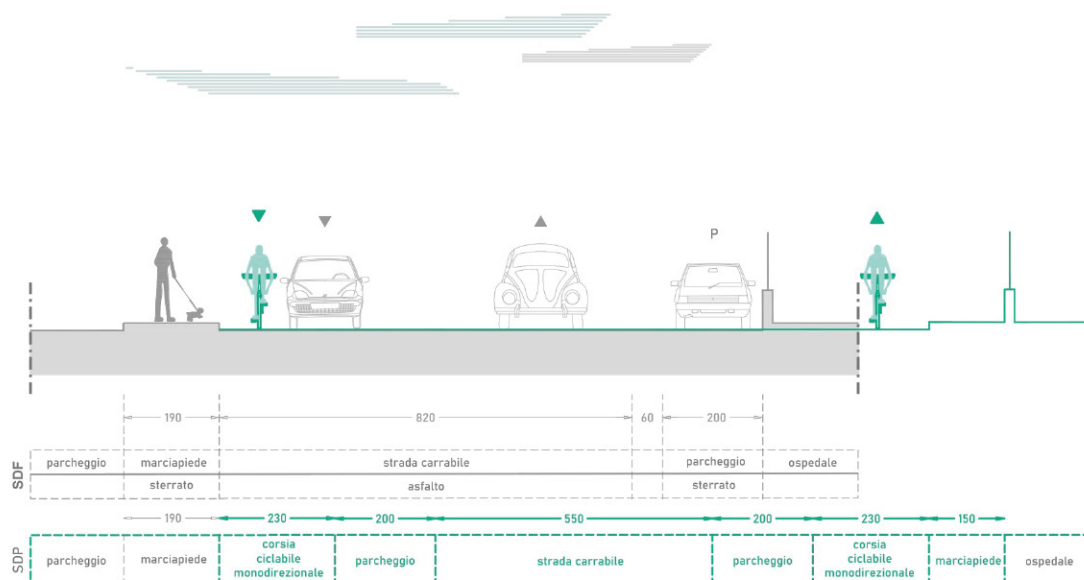 P
190
820
60
200
SDF
parcheggio
marciapiede
strada carrabile
parcheggio
ospedale
sterrato
asfalto
sterrato
190
230
200
550
200
230
150
SDP
parcheggio
marciapiede
corsia
ciclabile
monodirezionale
parcheggio
strada carrabile
parcheggio
corsia
ciclabile
monodirezionale
marciapiede
ospedale